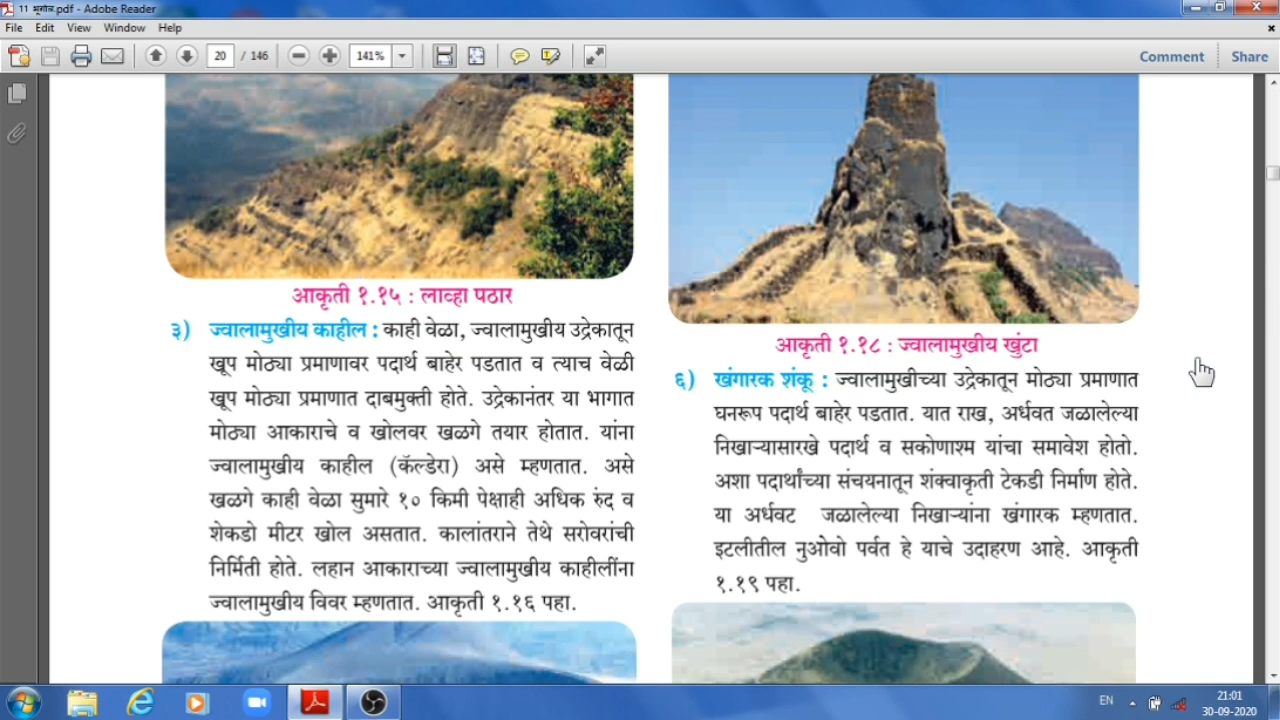 11 भूगोल.pdf - Adobe Reader
File Edit View Window Help
20 / 146 141% Comment Share
आकृती १.१५ : लाव्हा पठार
३) ज्वालामुखीय काहील : काही वेळा, ज्वालामुखीय उद्रेकातून
खूप मोठ्या प्रमाणावर पदार्थ बाहेर पडतात व त्याच वेळी
खूप मोठ्या प्रमाणात दाबमुक्ती होते. उद्रेकानंतर या भागात
मोठ्या आकाराचे व खोलवर खळगे तयार होतात. यांना
ज्वालामुखीय काहील (कॅल्डेरा) असे म्हणतात. असे
खळगे काही वेळा सुमारे १० किमी पेक्षाही अधिक रुंद व
शेकडो मीटर खोल असतात. कालांतराने तेथे सरोवरांची
निर्मिती होते. लहान आकाराच्या ज्वालामुखीय काहीलींना
ज्वालामुखीय विवर म्हणतात. आकृती १.१६ पहा.
आकृती १.१८ : ज्वालामुखीय खुंटा
६) खंगारक शंकू : ज्वालामुखीच्या उद्रेकातून मोठ्या प्रमाणात
घनरूप पदार्थ बाहेर पडतात. यात राख, अर्धवत जळालेल्या
निखाऱ्यासारखे पदार्थ व सकोणाश्म यांचा समावेश होतो.
अशा पदार्थांच्या संचयनातून शंक्वाकृती टेकडी निर्माण होते.
या अर्धवट जळालेल्या निखाऱ्यांना खंगारक म्हणतात.
इटलीतील नुओवो पर्वत हे याचे उदाहरण आहे. आकृती
१.१९ पहा.
EN 21:01
30-09-2020